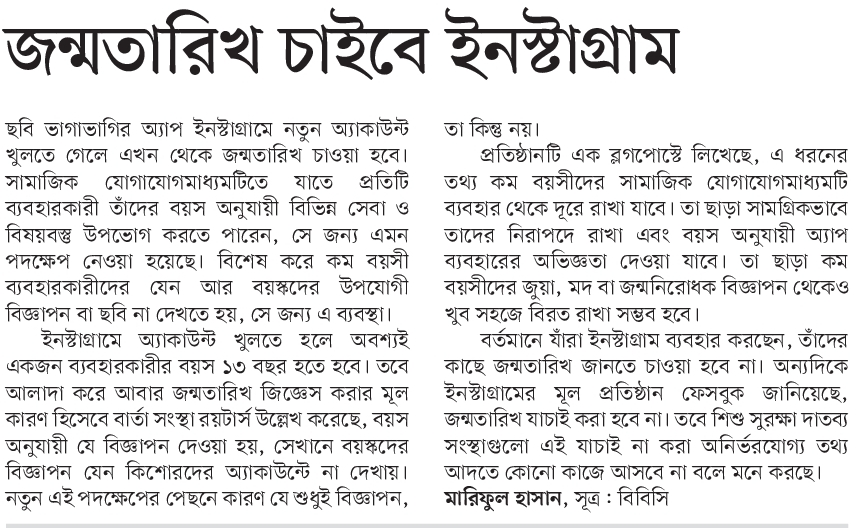 জন্মতারিখ চাইবে ইনস্টাগ্রাম
ছবি ভাগাভাগির অ্যাপ ইনস্টাগ্রামে নতুন অ্যাকাউন্ট
খুলতে গেলে এখন থেকে জন্মতারিখ চাওয়া হবে।
সামাজিক যোগাযোগমাধ্যমটিতে যাতে প্রতিটি
ব্যবহারকারী তাঁদের বয়স অনুযায়ী বিভিন্ন সেবা ও
বিষয়বস্তু উপভোগ করতে পারেন, সে জন্য এমন
পদক্ষেপ নেওয়া হয়েছে। বিশেষ করে কম বয়সী
ব্যবহারকারীদের যেন আর বয়স্কদের উপযোগী
বিজ্ঞাপন বা ছবি না দেখতে হয়, সে জন্য এ ব্যবস্থা।
ইনস্টাগ্রামে অ্যাকাউন্ট খুলতে হলে অবশ্যই
একজন ব্যবহারকারীর বয়স ১৩ বছর হতে হবে। তবে
আলাদা করে আবার জন্মতারিখ জিজ্ঞেস করার মূল
কারণ হিসেবে বার্তা সংস্থা রয়টার্স উল্লেখ করেছে, বয়স
অনুযায়ী যে বিজ্ঞাপন দেওয়া হয়, সেখানে বয়স্কদের
বিজ্ঞাপন যেন কিশোরদের অ্যাকাউন্টে না দেখায়।
নতুন এই পদক্ষেপের পেছনে কারণ যে শুধুই বিজ্ঞাপন,
তা কিন্তু নয়।
প্রতিষ্ঠানটি এক ব্লগপোস্টে লিখেছে, এ ধরনের
তথ্য কম বয়সীদের সামাজিক যোগাযোগমাধ্যমটি
ব্যবহার থেকে দূরে রাখা যাবে। তা ছাড়া সামগ্রিকভাবে
তাদের নিরাপদে রাখা এবং বয়স অনুযায়ী অ্যাপ
ব্যবহারের অভিজ্ঞতা দেওয়া যাবে। তা ছাড়া কম
বয়সীদের জুয়া, মদ বা জন্মনিরোধক বিজ্ঞাপন থেকেও
খুব সহজে বিরত রাখা সম্ভব হবে।
বর্তমানে যাঁরা ইনস্টাগ্রাম ব্যবহার করছেন, তাঁদের
কাছে জন্মতারিখ জানতে চাওয়া হবে না। অন্যদিকে
ইনস্টাগ্রামের মূল প্রতিষ্ঠান ফেসবুক জানিয়েছে,
জন্মতারিখ যাচাই করা হবে না। তবে শিশু সুরক্ষা দাতব্য
সংস্থাগুলো এই যাচাই না করা অনির্ভরযোগ্য তথ্য
আদতে কোনো কাজে আসবে না বলে মনে করছে।
মারিফুল হাসান, সূত্র : বিবিসি